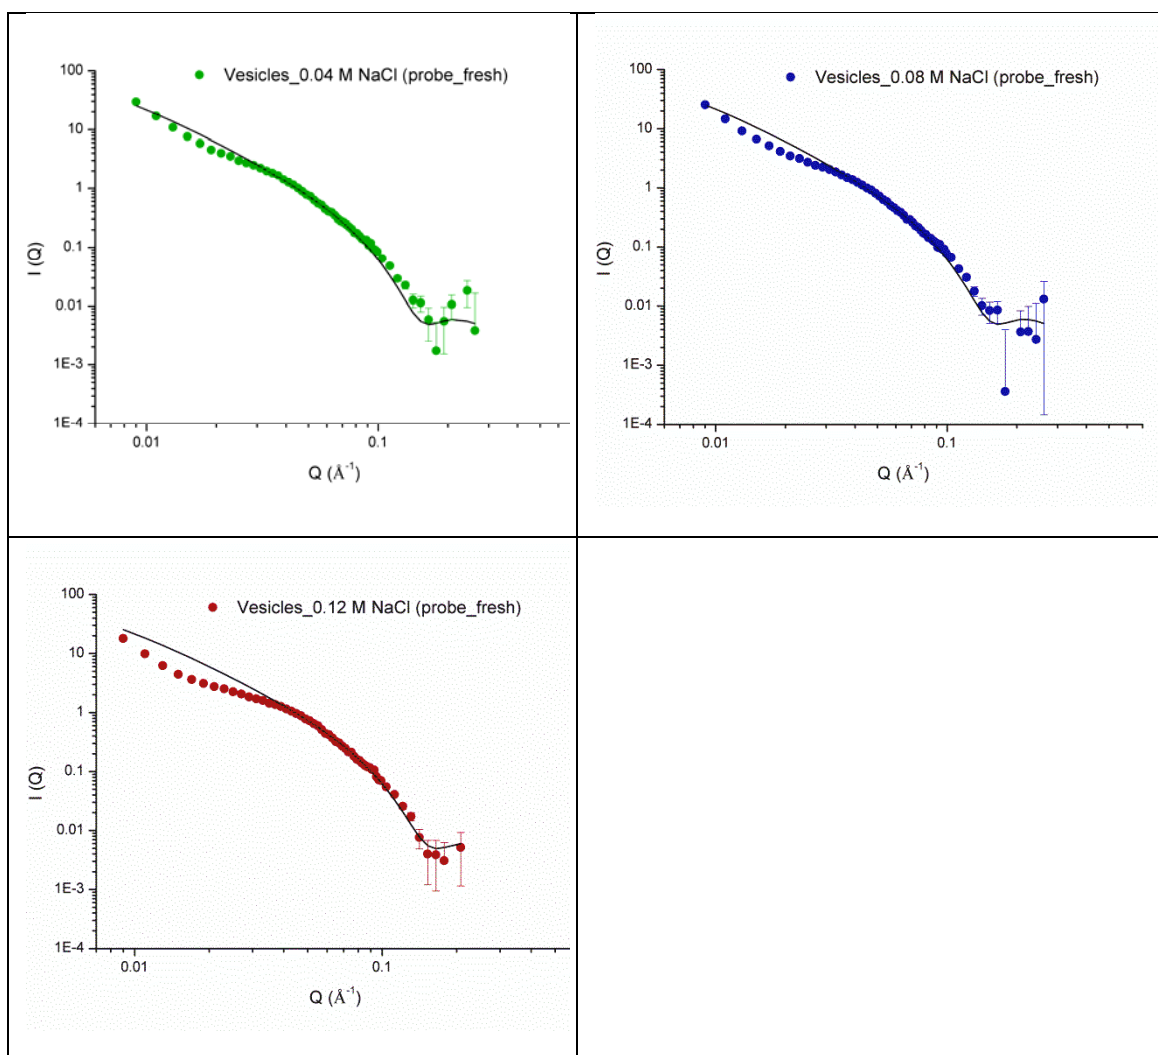 Vesicles_0.04 M NaCl (probe_fresh)
100
10
1
0.1
0.01
1E-3
1E-4
I (Q)
0.01
0.1
Q (Å⁻¹)
Vesicles_0.08 M NaCl (probe_fresh)
100
10
1
0.1
0.01
1E-3
1E-4
I (Q)
0.01
0.1
Q (Å⁻¹)
Vesicles_0.12 M NaCl (probe_fresh)
100
10
1
0.1
0.01
1E-3
1E-4
I (Q)
0.01
0.1
Q (Å⁻¹)